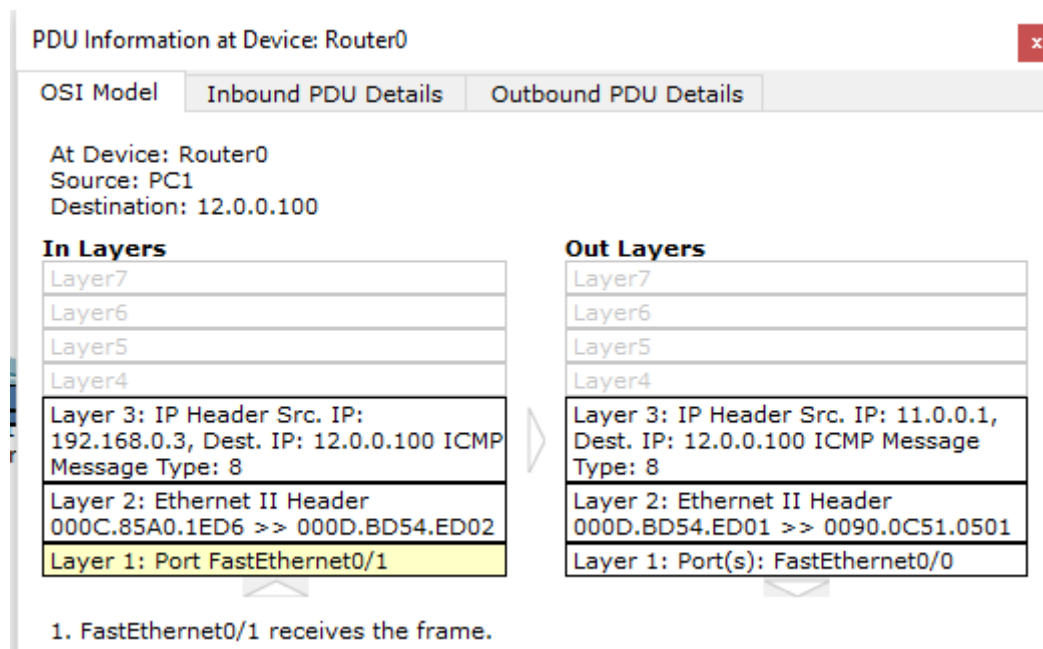 PDU Information at Device: Router0
x
OSI Model
Inbound PDU Details
Outbound PDU Details
At Device: Router0
Source: PC1
Destination: 12.0.0.100
In Layers
Layer7
Layer6
Layer5
Layer4
Layer 3: IP Header Src. IP:
192.168.0.3, Dest. IP: 12.0.0.100 ICMP
Message Type: 8
Layer 2: Ethernet II Header
000C.85A0.1ED6 >> 000D.BD54.ED02
Layer 1: Port FastEthernet0/1
Out Layers
Layer7
Layer6
Layer5
Layer4
Layer 3: IP Header Src. IP: 11.0.0.1,
Dest. IP: 12.0.0.100 ICMP Message
Type: 8
Layer 2: Ethernet II Header
000D.BD54.ED01 >> 0090.0C51.0501
Layer 1: Port(s): FastEthernet0/0
1. FastEthernet0/1 receives the frame.